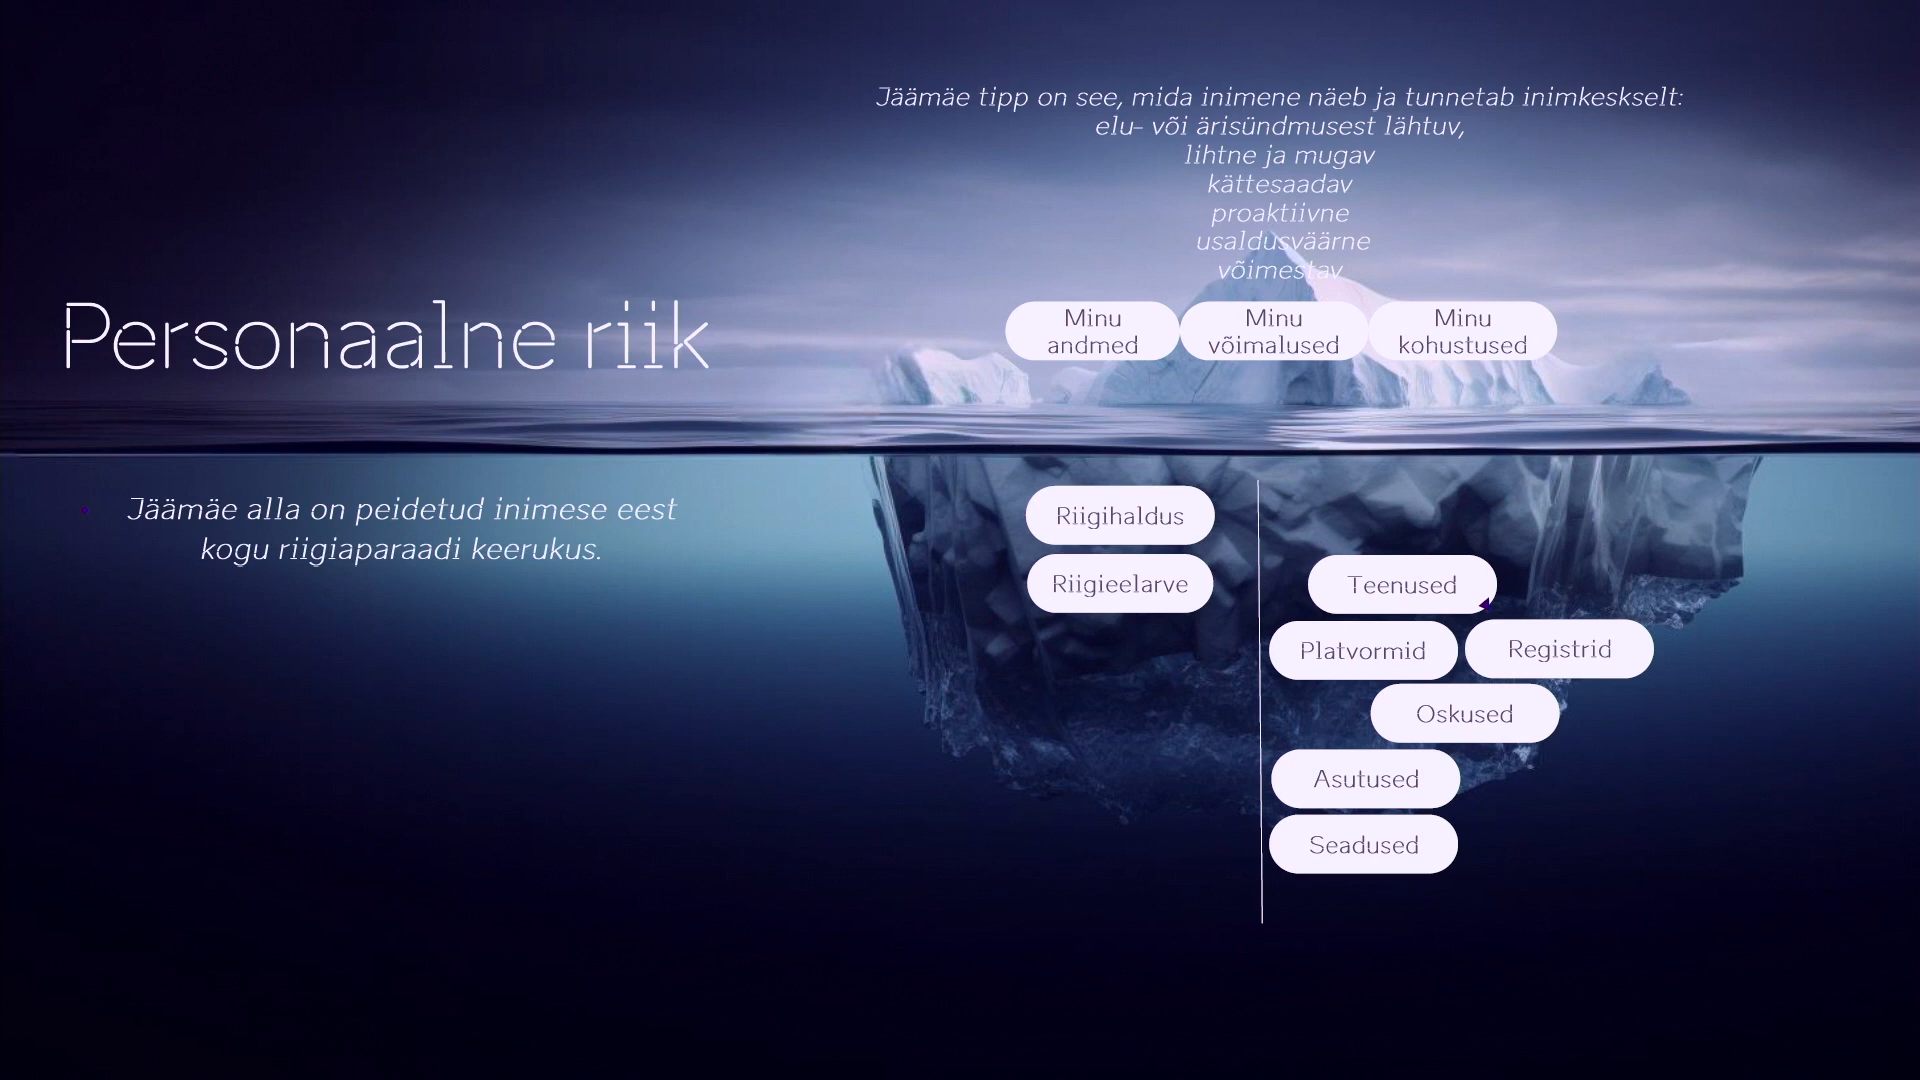 Jäämäe tipp on see, mida inimene näeb ja tunnetab inimkeskselt:
elu- või ärisündmusest lähtuv,
lihtne ja mugav
kättesaadav
proaktiivne
usaldusväärne
võimestav
Personaalne riik
Minu
andmed
Minu
võimalused
Minu
kohustused
• Jäämäe alla on peidetud inimese eest
kogu riigiaparaadi keerukus.
Riigihaldus
Riigieelarve
Teenused
Platvormid
Registrid
Oskused
Asutused
Seadused